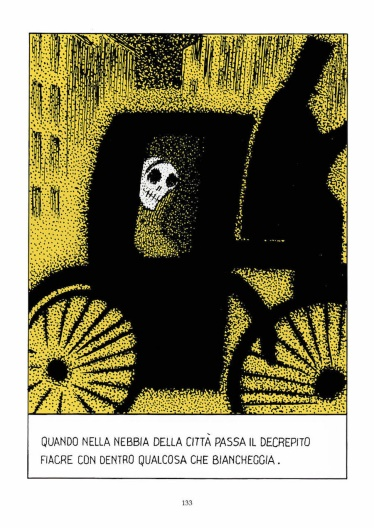 QUANDO NELLA NEBBIA DELLA CITTÀ PASSA IL DECREPITO
FIACRE CON DENTRO QUALCOSA CHE BIANCHEGGIA.
133